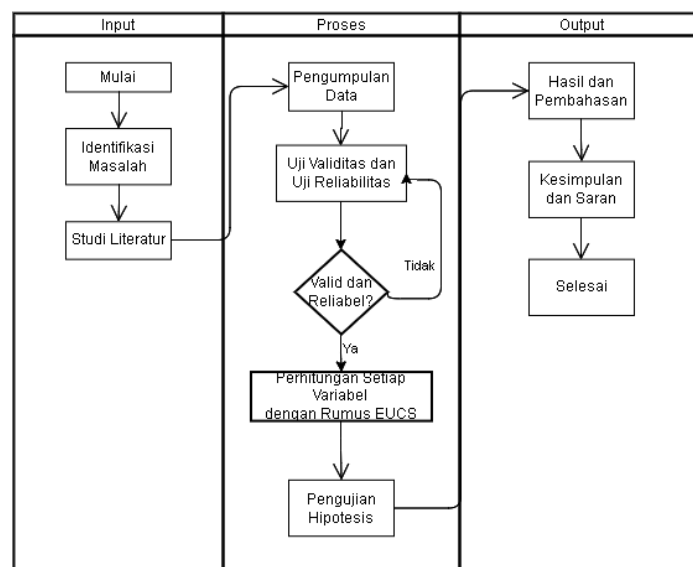 Input
Proses
Output
Mulai
Identifikasi
Masalah
Studi Literatur
Pengumpulan
Data
Uji Validitas dan
Uji Reliabilitas
Valid dan
Reliabel?
Tidak
Ya
Perhitungan Setiap
Variabel
dengan Rumus EUCS
Pengujian
Hipotesis
Hasil dan
Pembahasan
Kesimpulan
dan Saran
Selesai